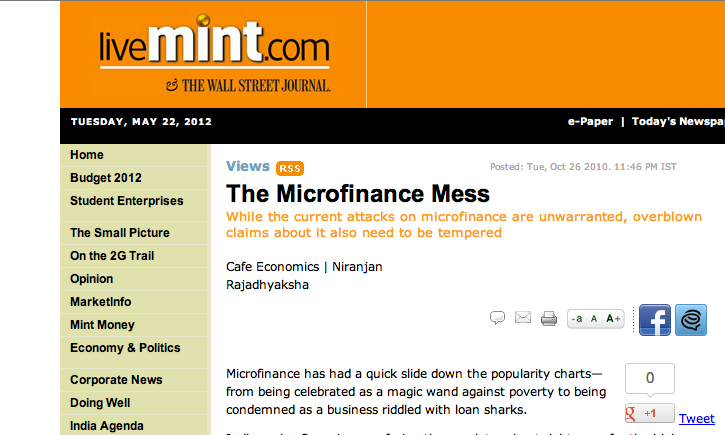 livemint.com
& THE WALL STREET JOURNAL.
TUESDAY, MAY 22, 2012
e-Paper | Today's Newspa
Home
Budget 2012
Student Enterprises
The Small Picture
On the 2G Trail
Opinion
MarketInfo
Mint Money
Economy & Politics
Corporate News
Doing Well
India Agenda
Views RSS
Posted: Tue, Oct 26 2010. 11:46 PM IST
The Microfinance Mess
While the current attacks on microfinance are unwarranted, overblown
claims about it also need to be tempered
Cafe Economics | Niranjan
Rajadhyaksha
-a A A+
f
Microfinance has had a quick slide down the popularity charts—
from being celebrated as a magic wand against poverty to being
condemned as a business riddled with loan sharks.
0
g +1
Tweet